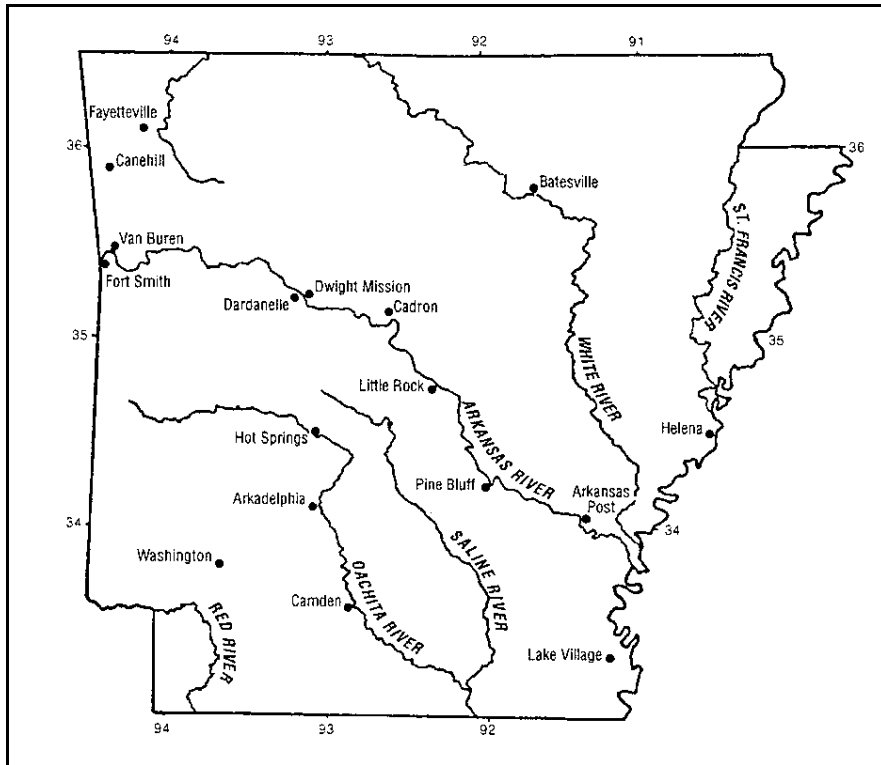 94 93 92 91
Fayetteville
36
36
Canehill
Batesville
ST. FRANCIS RIVER
Van Buren
Fort Smith
Dwight Mission
Dardanelle
Cadron
35
35
WHITE RIVER
Little Rock
ARKANSAS RIVER
Helena
Hot Springs
Pine Bluff
Arkansas
Post
Arkadelphia
34
34
SALINE RIVER
Washington
OACHITA RIVER
Camden
RED RIVER
Lake Village
94 93 92